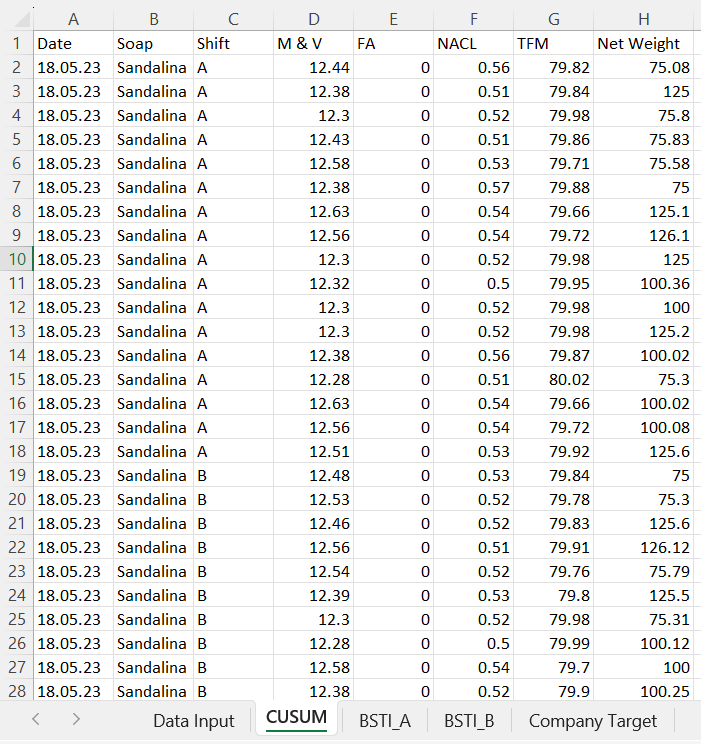 A B C D E F G H
1 Date Soap Shift M & V FA NACL TFM Net Weight
2 18.05.23 Sandalina A 12.44 0 0.56 79.82 75.08
3 18.05.23 Sandalina A 12.38 0 0.51 79.84 125
4 18.05.23 Sandalina A 12.3 0 0.52 79.98 75.8
5 18.05.23 Sandalina A 12.43 0 0.51 79.86 75.83
6 18.05.23 Sandalina A 12.58 0 0.53 79.71 75.58
7 18.05.23 Sandalina A 12.38 0 0.57 79.88 75
8 18.05.23 Sandalina A 12.63 0 0.54 79.66 125.1
9 18.05.23 Sandalina A 12.56 0 0.54 79.72 126.1
10 18.05.23 Sandalina A 12.3 0 0.52 79.98 125
11 18.05.23 Sandalina A 12.32 0 0.5 79.95 100.36
12 18.05.23 Sandalina A 12.3 0 0.52 79.98 100
13 18.05.23 Sandalina A 12.3 0 0.52 79.98 125.2
14 18.05.23 Sandalina A 12.38 0 0.56 79.87 100.02
15 18.05.23 Sandalina A 12.28 0 0.51 80.02 75.3
16 18.05.23 Sandalina A 12.63 0 0.54 79.66 100.02
17 18.05.23 Sandalina A 12.56 0 0.54 79.72 100.08
18 18.05.23 Sandalina A 12.51 0 0.53 79.92 125.6
19 18.05.23 Sandalina B 12.48 0 0.53 79.84 75
20 18.05.23 Sandalina B 12.53 0 0.52 79.78 75.3
21 18.05.23 Sandalina B 12.46 0 0.52 79.83 125.6
22 18.05.23 Sandalina B 12.56 0 0.51 79.91 126.12
23 18.05.23 Sandalina B 12.54 0 0.52 79.76 75.79
24 18.05.23 Sandalina B 12.39 0 0.53 79.8 125.5
25 18.05.23 Sandalina B 12.3 0 0.52 79.98 75.31
26 18.05.23 Sandalina B 12.28 0 0.5 79.99 100.12
27 18.05.23 Sandalina B 12.58 0 0.54 79.7 100
28 18.05.23 Sandalina B 12.38 0 0.52 79.9 100.25
Data Input CUSUM BSTI_A BSTI_B Company Target